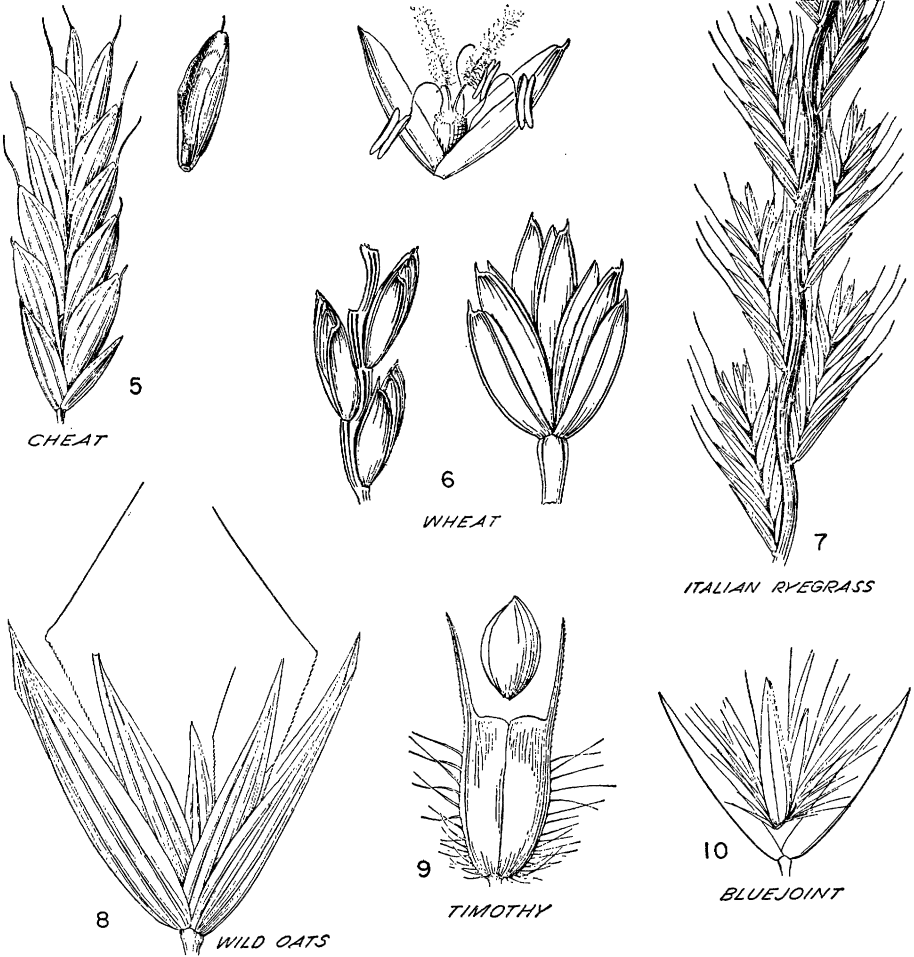 5
CHEAT
6
WHEAT
7
ITALIAN RYEGRASS
8
WILD OATS
9
TIMOTHY
10
BLUEJOINT